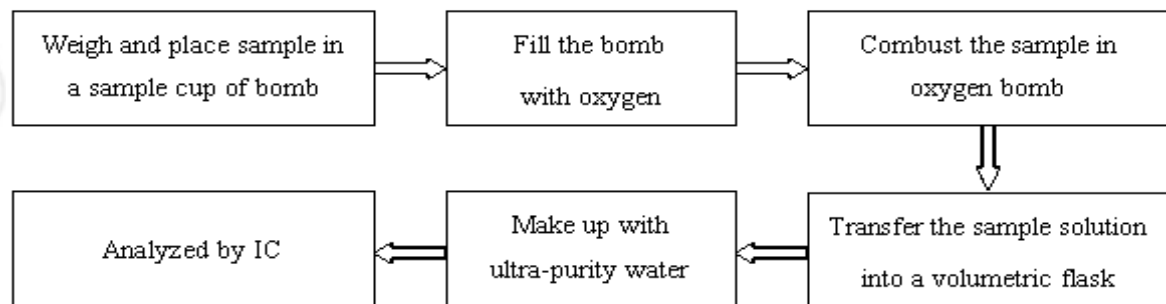 Weigh and place sample in
a sample cup of bomb
Fill the bomb
with oxygen
Combust the sample in
oxygen bomb
Transfer the sample solution
into a volumetric flask
Make up with
ultra-purity water
Analyzed by IC